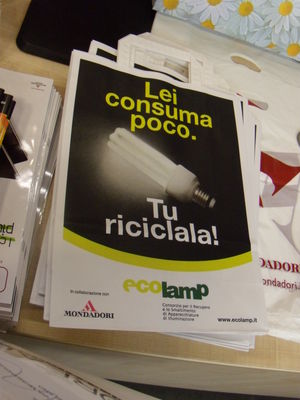 Lei
consuma
poco.
Tu
riciclala!
In collaborazione con
MONDADORI
ecolamp
Consorzio per il Recupero
e lo Smaltimento
di Apparecchiature
di Illuminazione
www.ecolamp.it